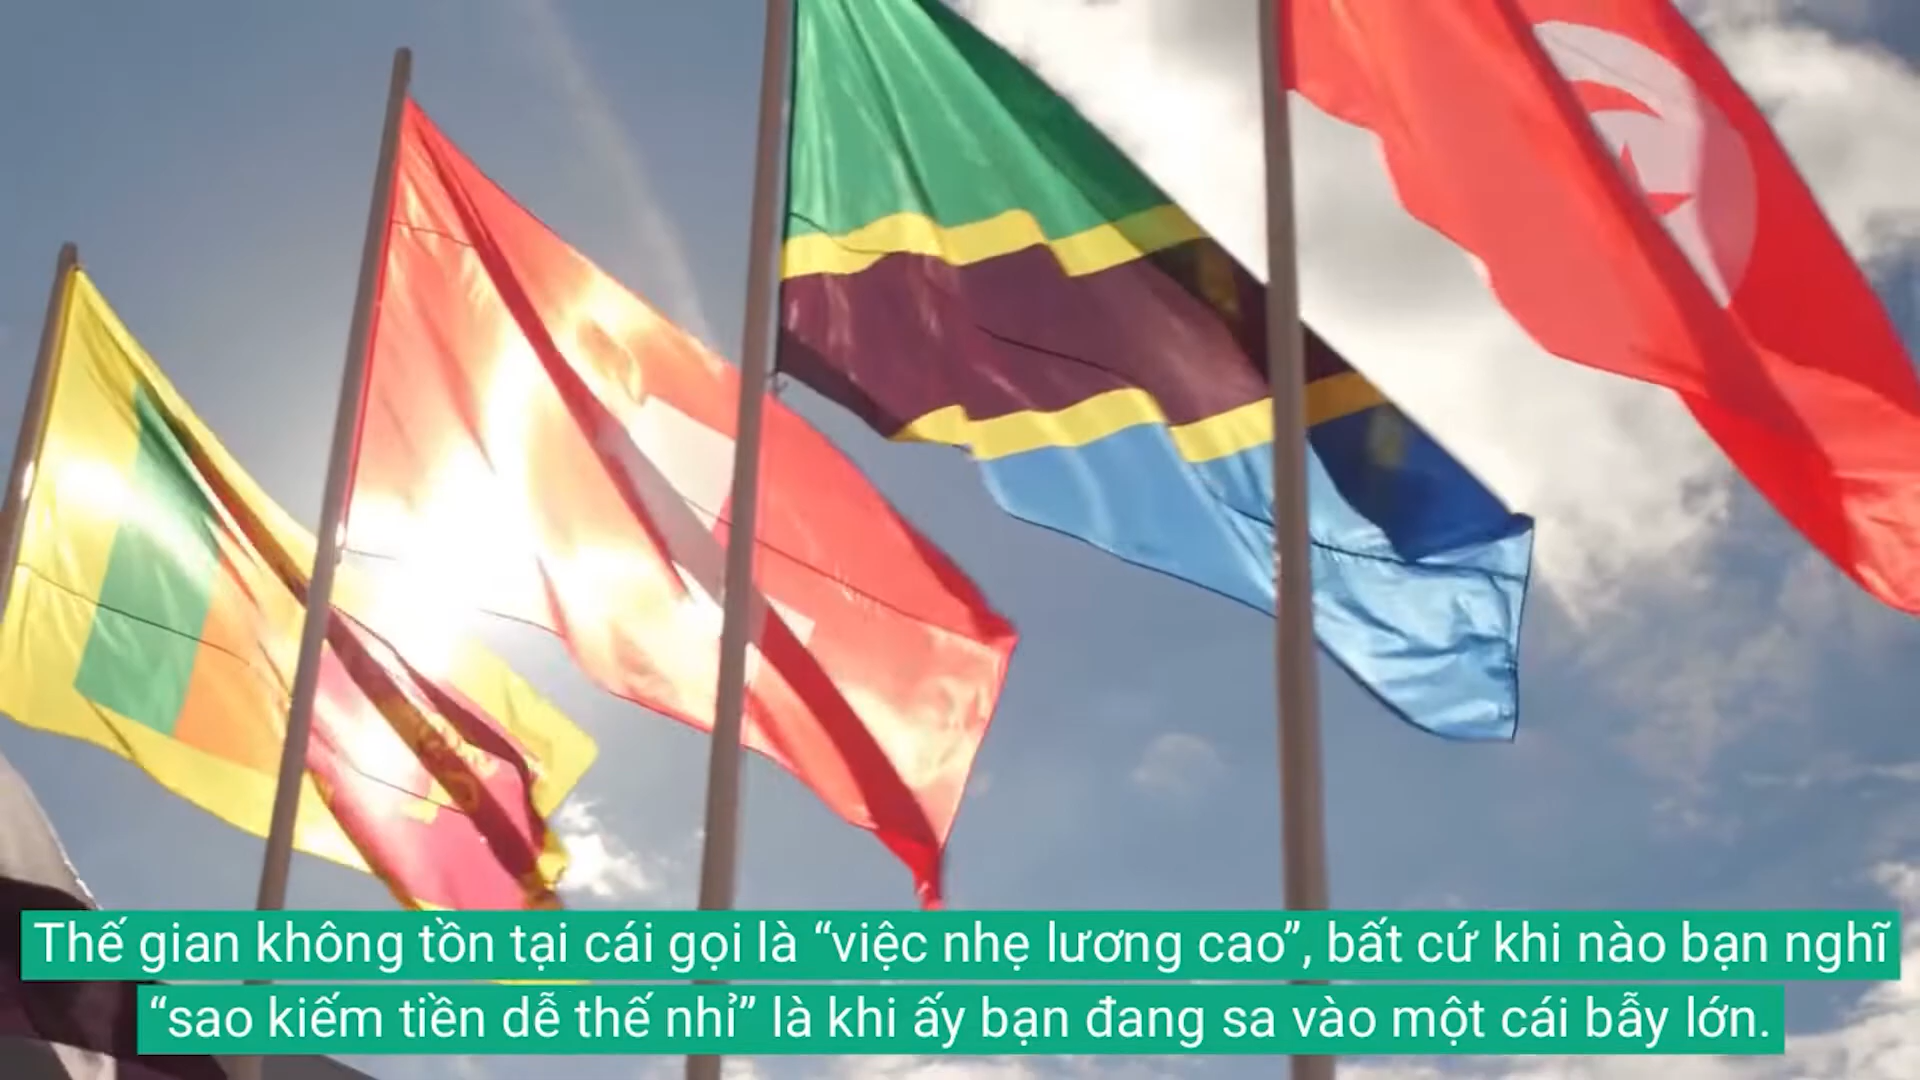 Thế gian không tồn tại cái gọi là “việc nhẹ lương cao”, bất cứ khi nào bạn nghĩ
“sao kiếm tiền dễ thế nhỉ” là khi ấy bạn đang sa vào một cái bẫy lớn.